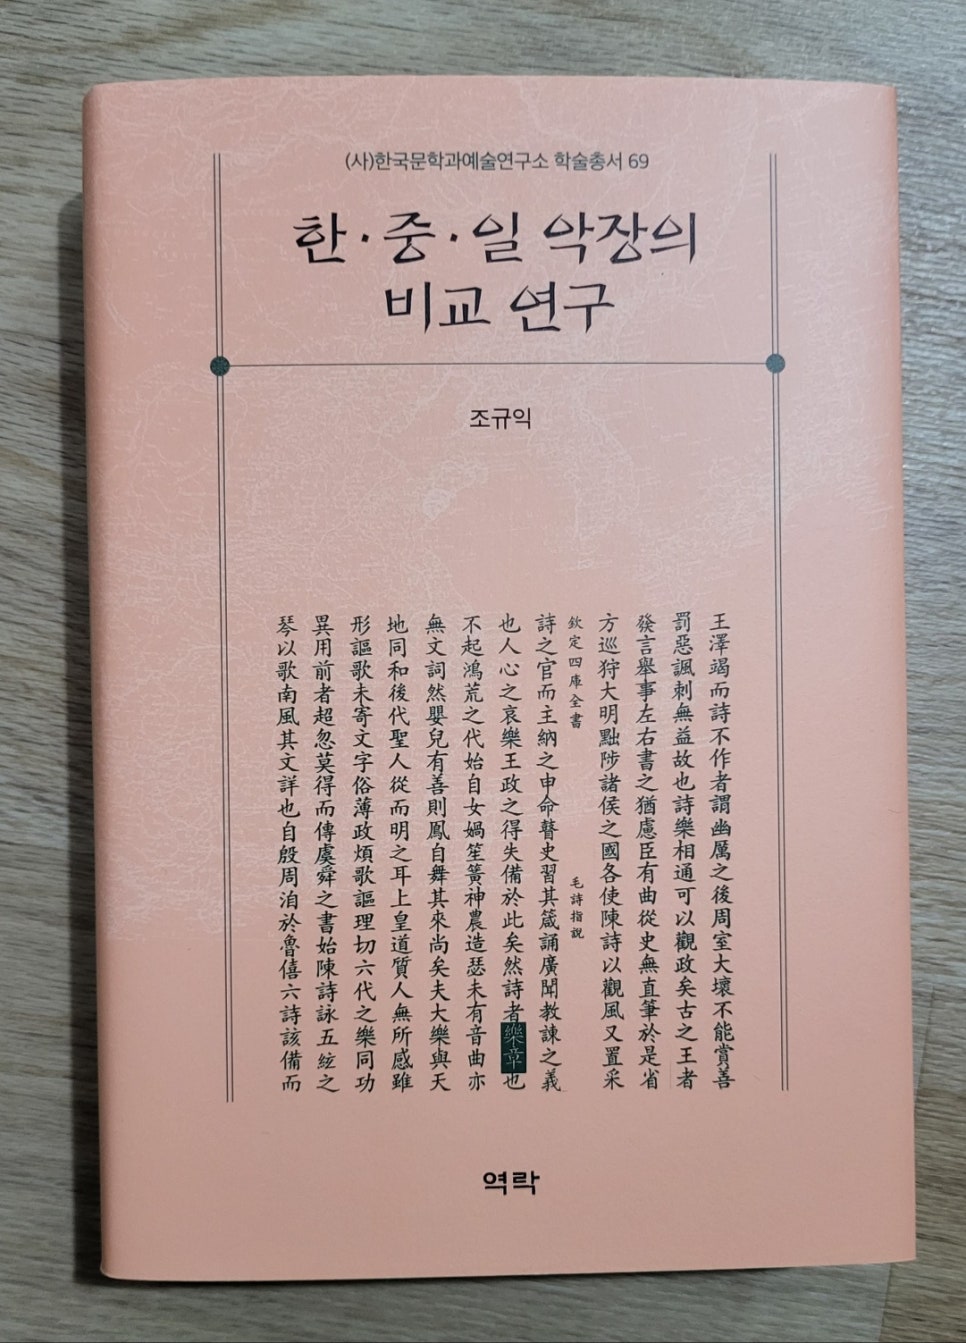 (사)한국문학과예술연구소 학술총서 69
한·중·일 악장의
비교 연구
조규익
王澤竭而詩不作者謂幽厲之後周室大壞不能賞善
罰惡諷刺無益故也詩樂相通可以觀政矣古之王者
發言舉事左右書之猶慮臣有曲從史無直筆於是省
方巡狩大明黜陟諸侯之國各使陳詩以觀風又置采
欽定四庫全書
毛詩指說
詩之官而主納之申命瞽史習其箴誦廣聞教諫之義
也人心之哀樂王政之得失備於此矣然詩者樂章也
不起鴻荒之代始自女媧笙簧神農造瑟未有音曲亦
無文詞然嬰兒有善則鳳自舞其來尚矣夫大樂與天
地同和後代聖人從而明之耳上皇道質人無所感雖
形謳歌未寄文字俗薄政煩歌謳理切六代之樂同功
異用前者超忽莫得而傳虞舜之書始陳詩詠五絃之
琴以歌南風其文詳也自殷周洎於魯僖六詩該備而
역락